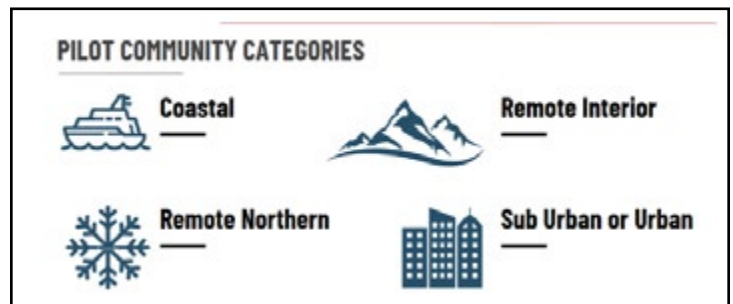 PILOT COMMUNITY CATEGORIES
Coastal
Remote Interior
Remote Northern
Sub Urban or Urban